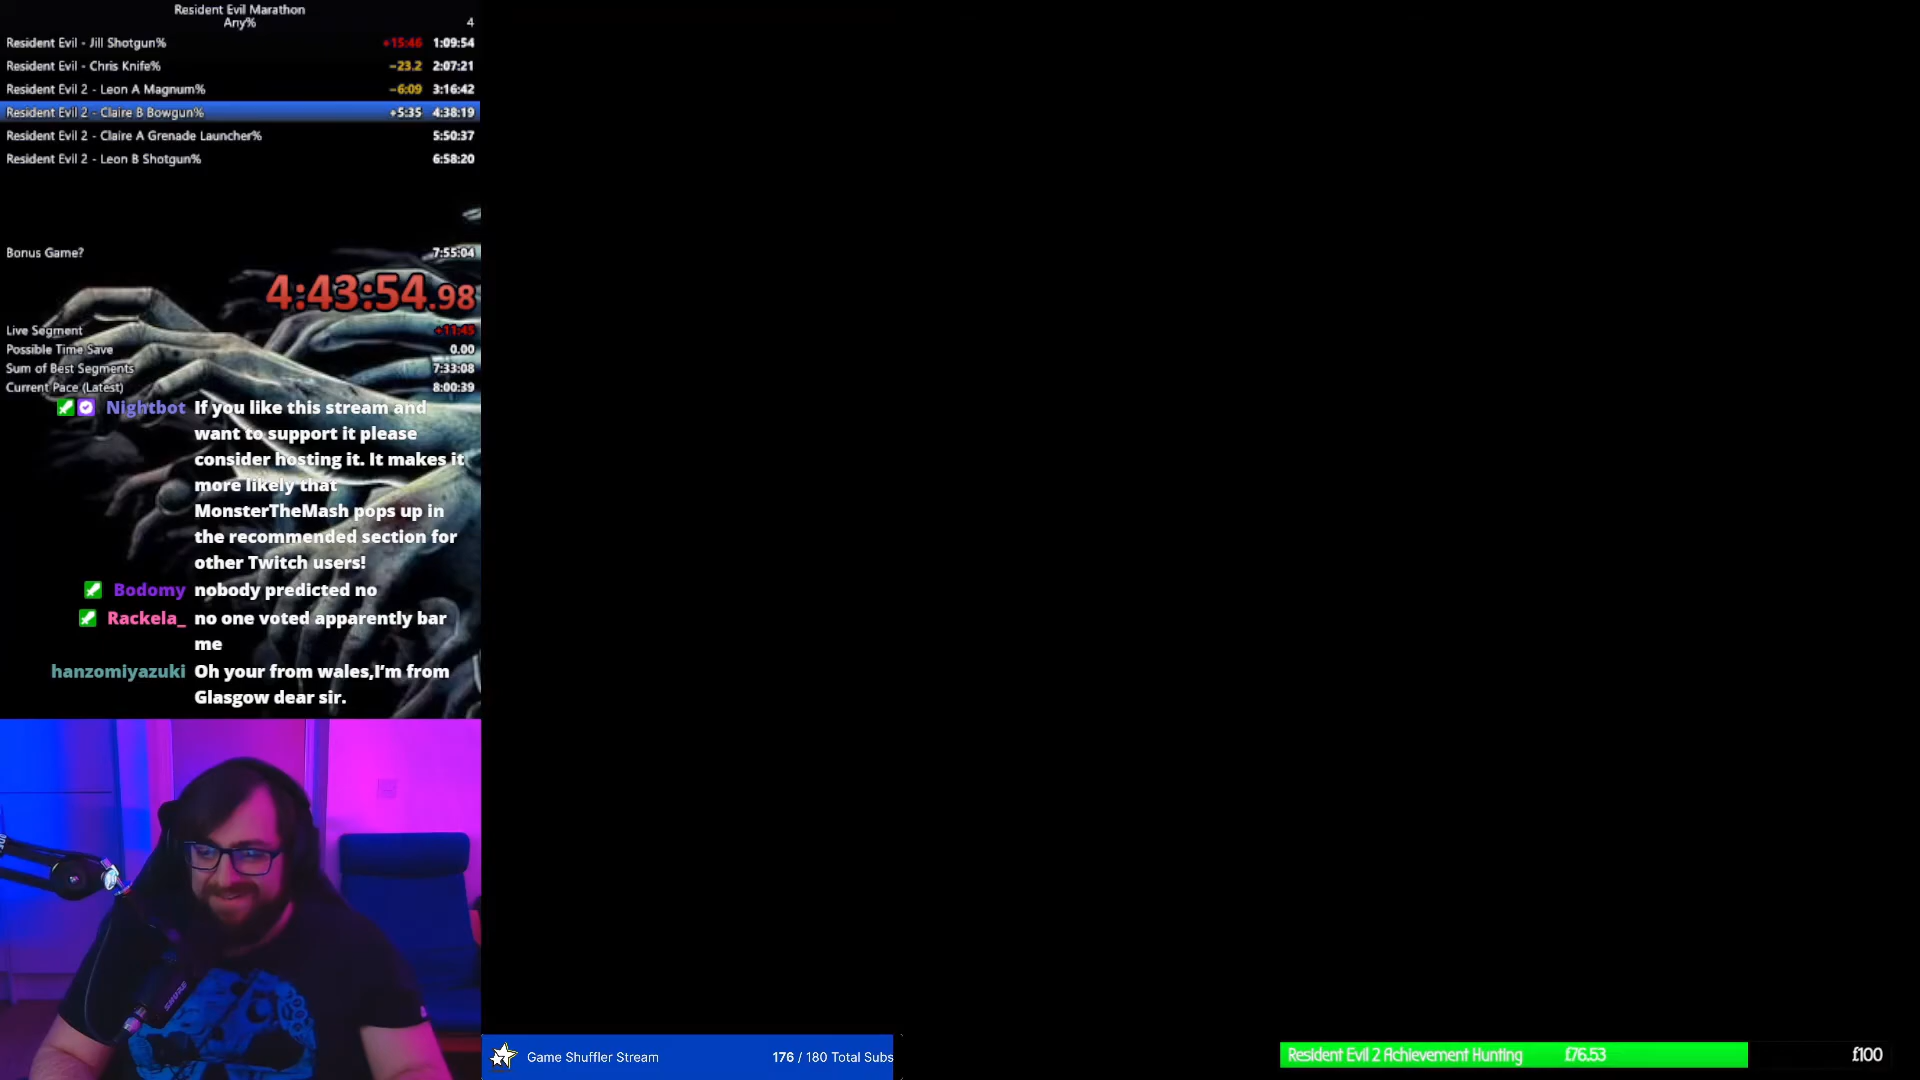 Resident Evil Marathon
Any%
4
Resident Evil - Jill Shotgun% +15:46 1:09:54
Resident Evil - Chris Knife% -23.2 2:07:21
Resident Evil 2 - Leon A Magnum% -6:09 3:16:42
Resident Evil 2 - Claire B Bowgun% +5:35 4:38:19
Resident Evil 2 - Claire A Grenade Launcher% 5:50:37
Resident Evil 2 - Leon B Shotgun% 6:58:20
Bonus Game? 7:55:04
4:43:54.98
Live Segment +11:45
Possible Time Save 0.00
Sum of Best Segments 7:33:08
Current Pace (Latest) 8:00:39
Nightbot If you like this stream and
want to support it please
consider hosting it. It makes it
more likely that
MonsterTheMash pops up in
the recommended section for
other Twitch users!
Bodomy nobody predicted no
Rackela_ no one voted apparently bar
me
hanzomiyazuki Oh your from wales,I’m from
Glasgow dear sir.
SHURE
Game Shuffler Stream 176 / 180 Total Subs
Resident Evil 2 Achievement Hunting £76.53 £100